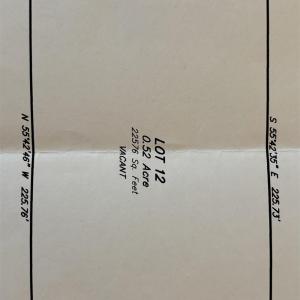 S 55°42'35" E 225.73'
LOT 12
0.52 Acre
22576 Sq. Feet
VACANT
N 55°42'46" W 225.76'